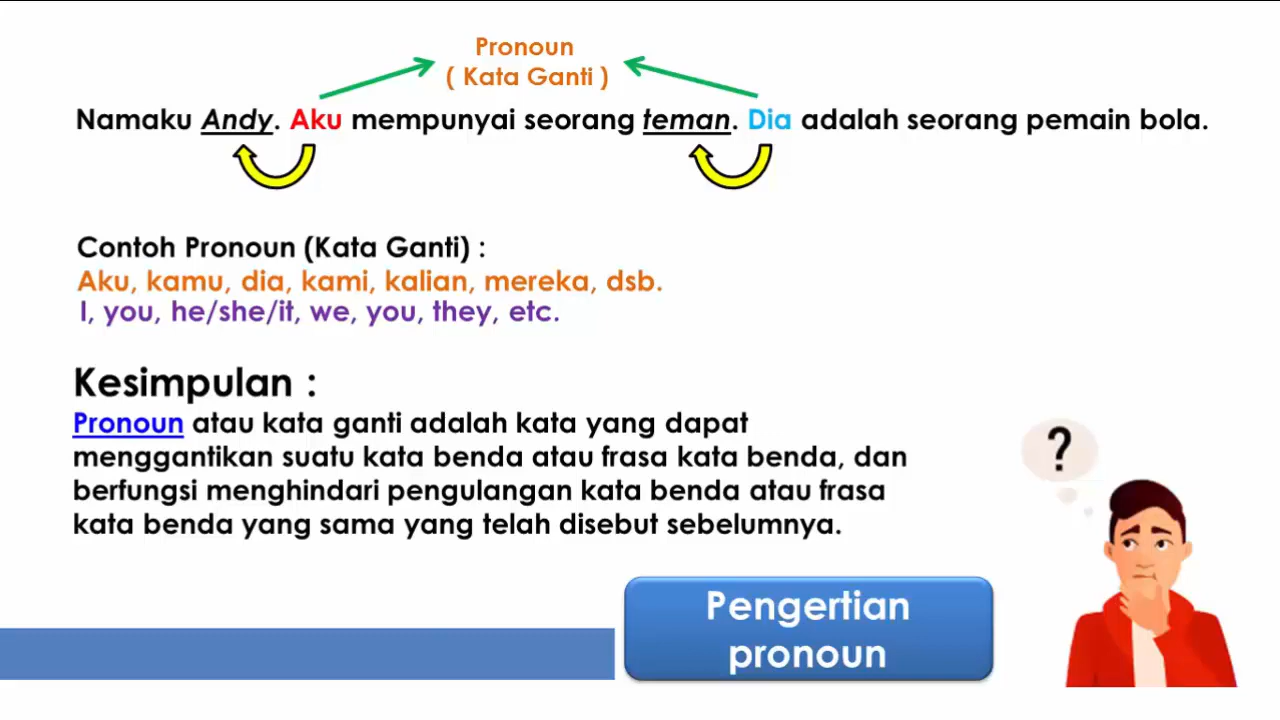 Pronoun
( Kata Ganti )
Namaku Andy. Aku mempunyai seorang teman. Dia adalah seorang pemain bola.
Contoh Pronoun (Kata Ganti) :
Aku, kamu, dia, kami, kalian, mereka, dsb.
I, you, he/she/it, we, you, they, etc.
Kesimpulan :
Pronoun atau kata ganti adalah kata yang dapat
menggantikan suatu kata benda atau frasa kata benda, dan
berfungsi menghindari pengulangan kata benda atau frasa
kata benda yang sama yang telah disebut sebelumnya.
?
Pengertian
pronoun